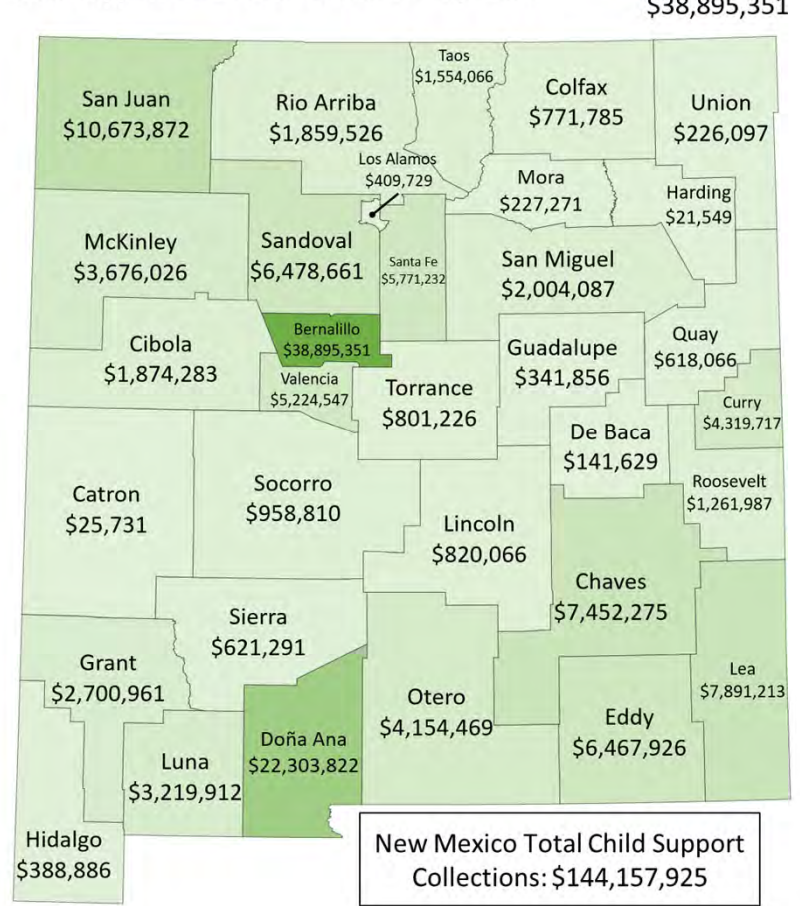 $38,895,351
Taos
$1,554,066
San Juan
$10,673,872
Rio Arriba
$1,859,526
Colfax
$771,785
Union
$226,097
Los Alamos
$409,729
Mora
$227,271
Harding
$21,549
McKinley
$3,676,026
Sandoval
$6,478,661
Santa Fe
$5,771,232
San Miguel
$2,004,087
Bernalillo
$38,895,351
Cibola
$1,874,283
Guadalupe
$341,856
Quay
$618,066
Valencia
$5,224,547
Torrance
$801,226
Curry
$4,319,717
De Baca
$141,629
Catron
$25,731
Socorro
$958,810
Roosevelt
$1,261,987
Lincoln
$820,066
Chaves
$7,452,275
Sierra
$621,291
Grant
$2,700,961
Lea
$7,891,213
Otero
$4,154,469
Eddy
$6,467,926
Doña Ana
$22,303,822
Luna
$3,219,912
Hidalgo
$388,886
New Mexico Total Child Support
Collections: $144,157,925